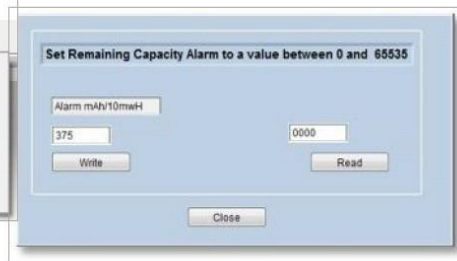 Set Remaining Capacity Alarm to a value between 0 and 65535
Alarm mAh/10mwH
375
0000
Write
Read
Close